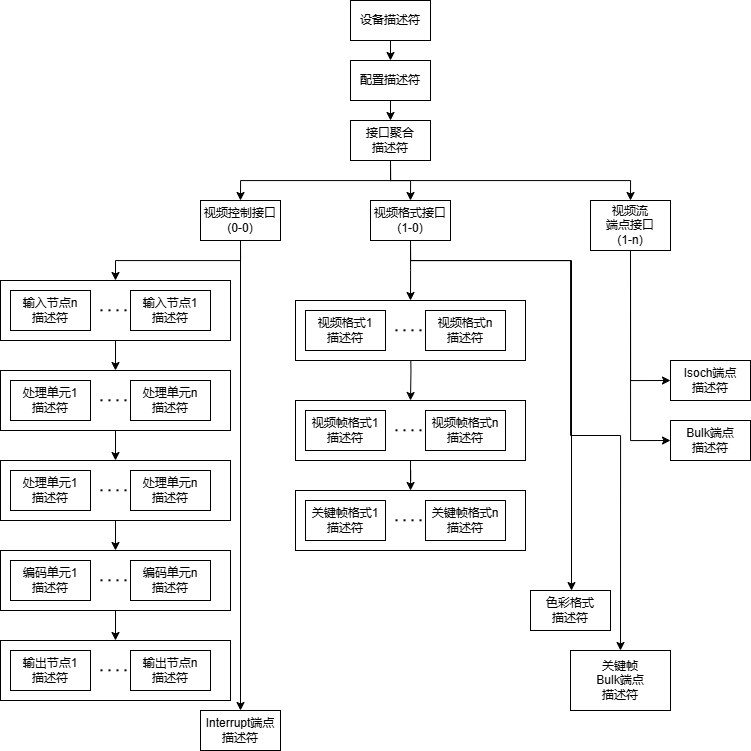 设备描述符
配置描述符
接口聚合
描述符
视频控制接口
(0-0)
视频格式接口
(1-0)
视频流
端点接口
(1-n)
输入节点n
描述符
....
输入节点1
描述符
处理单元1
描述符
....
处理单元n
描述符
处理单元1
描述符
....
处理单元n
描述符
编码单元1
描述符
....
编码单元n
描述符
输出节点1
描述符
....
输出节点n
描述符
Interrupt端点
描述符
视频格式1
描述符
....
视频格式n
描述符
视频帧格式1
描述符
....
视频帧格式n
描述符
关键帧格式1
描述符
....
关键帧格式n
描述符
色彩格式
描述符
关键帧
Bulk端点
描述符
Isoch端点
描述符
Bulk端点
描述符